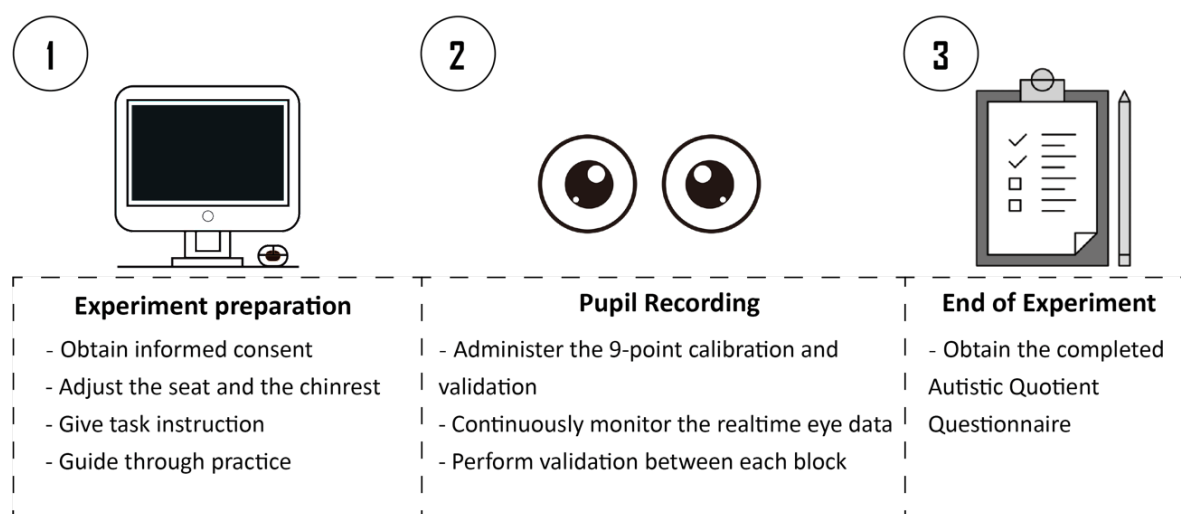 1
Experiment preparation
- Obtain informed consent
- Adjust the seat and the chinrest
- Give task instruction
- Guide through practice
2
Pupil Recording
- Administer the 9-point calibration and
validation
- Continuously monitor the realtime eye data
- Perform validation between each block
3
End of Experiment
- Obtain the completed
Autistic Quotient
Questionnaire